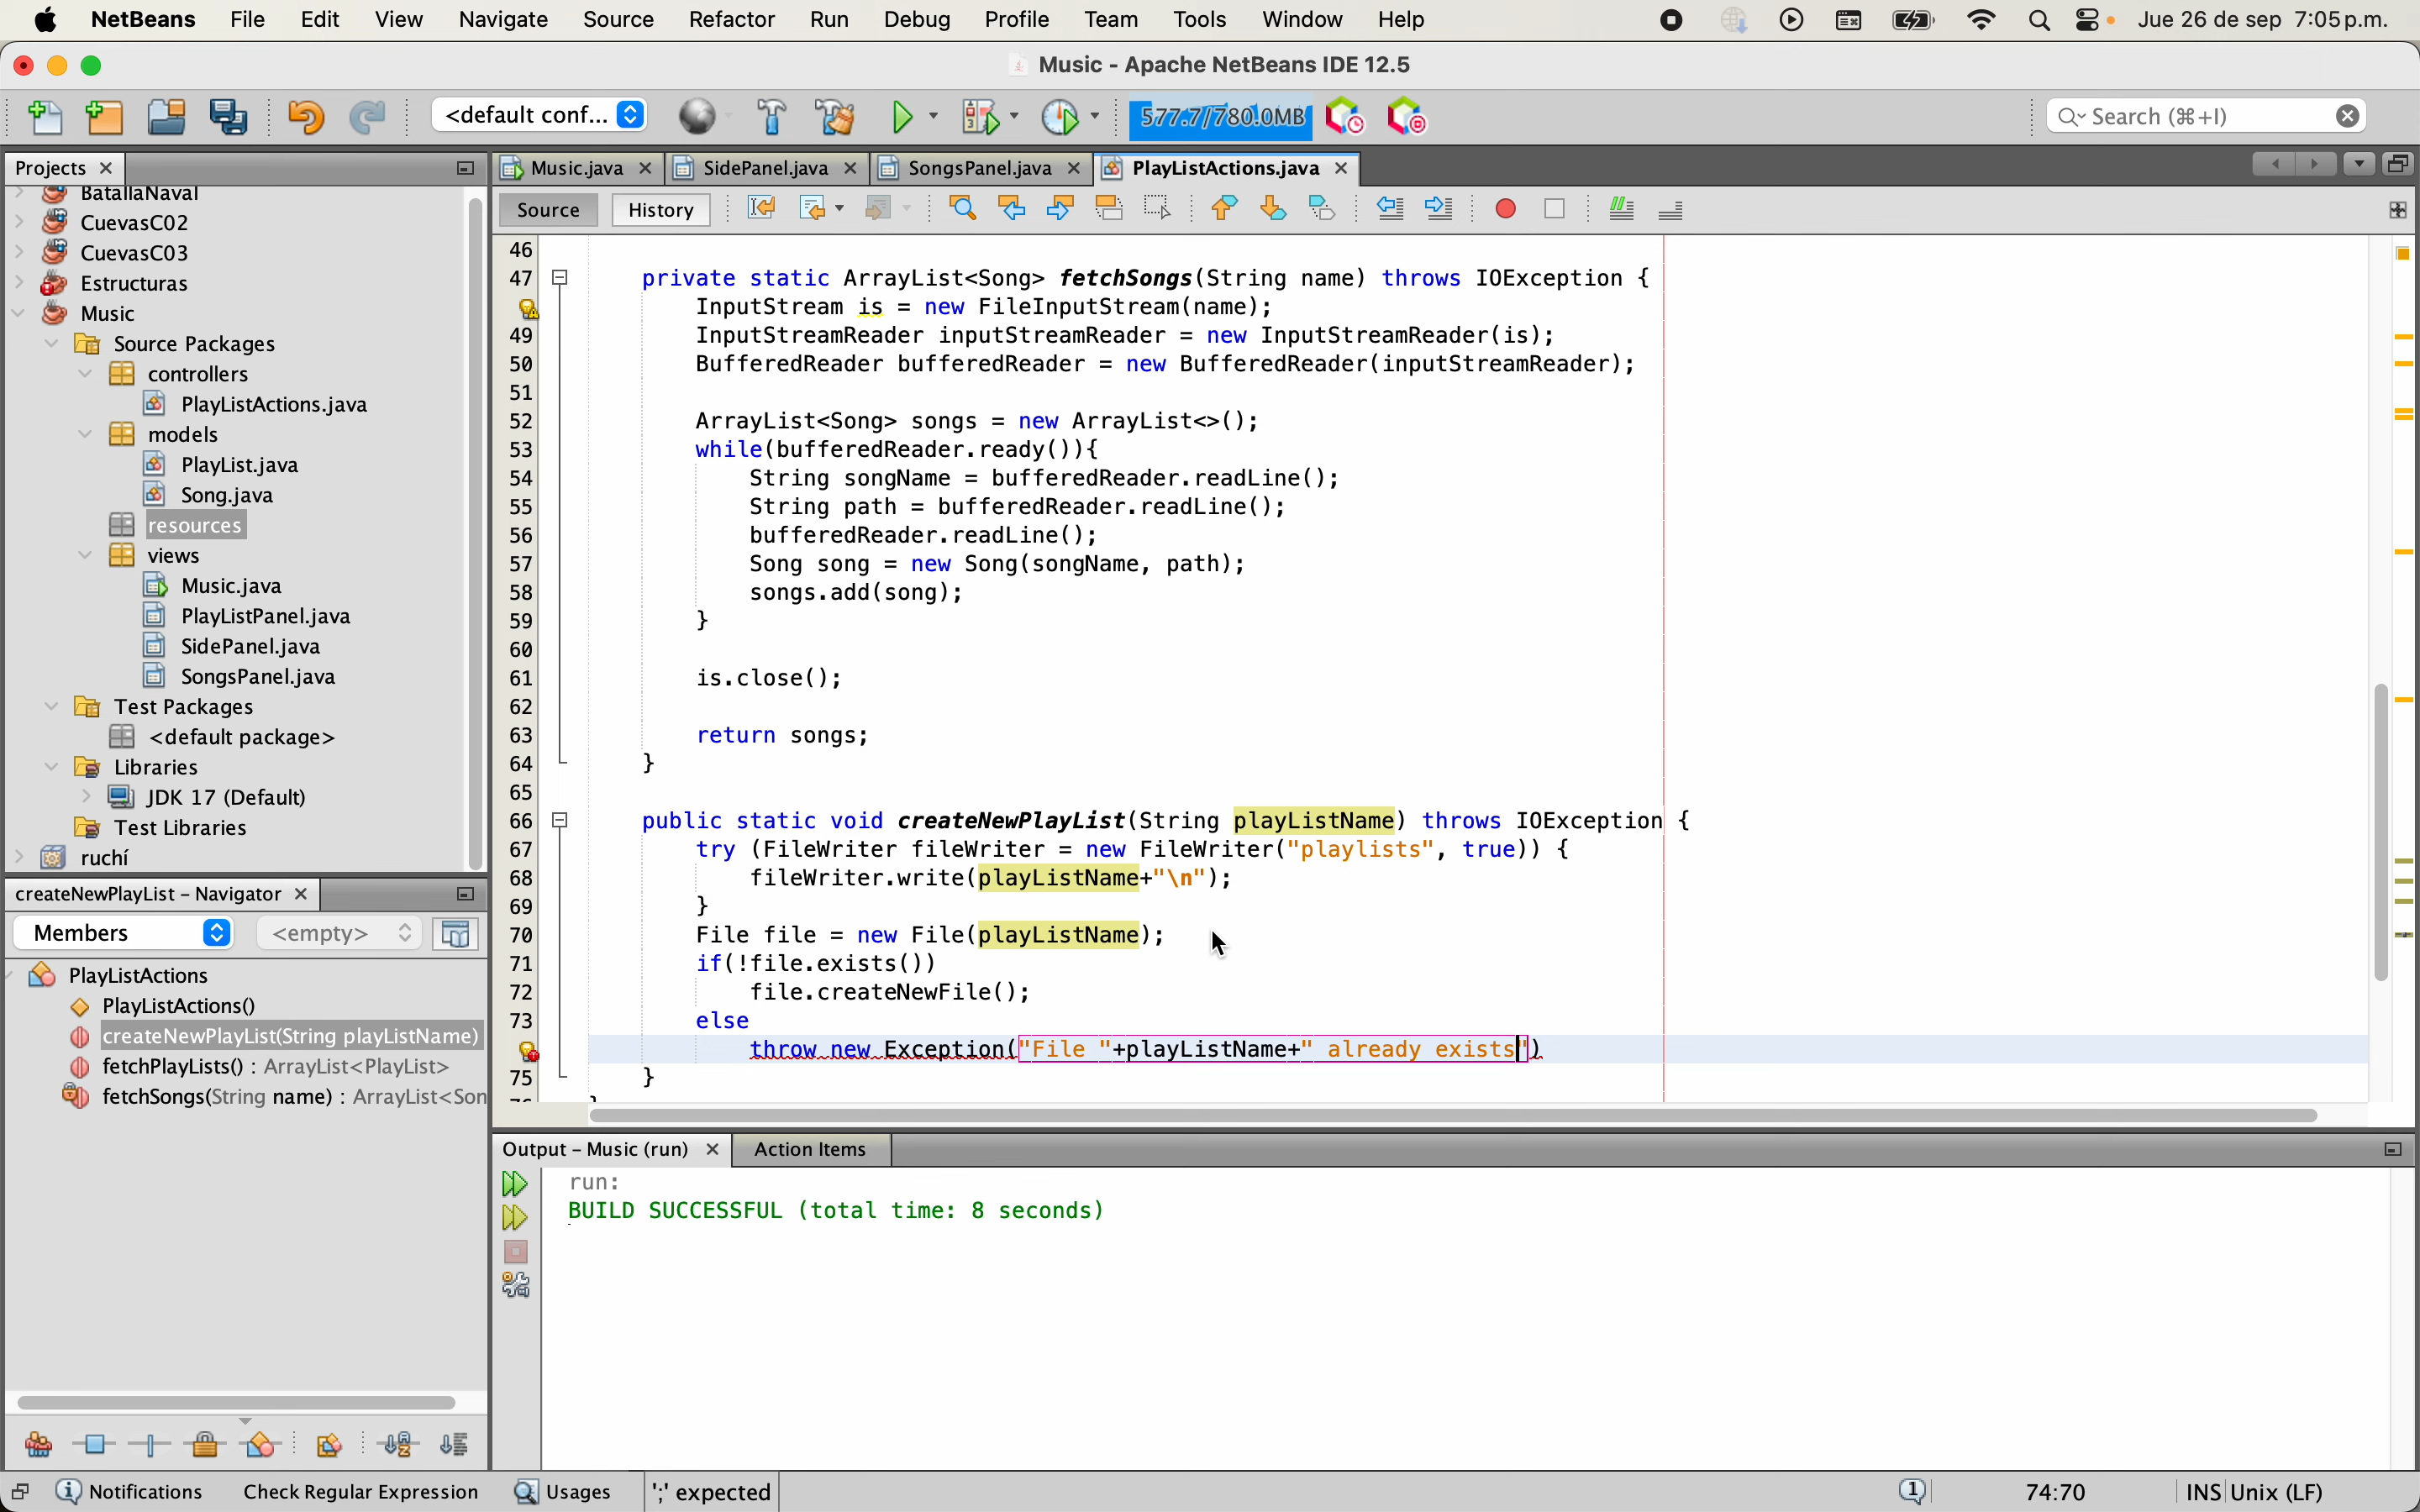 NetBeans File Edit View Navigate Source Refactor Run Debug Profile Team Tools Window Help Jue 26 de sep 7:05 p.m.
Music - Apache NetBeans IDE 12.5
<default conf... 577.7/780.0MB Search (⌘+I)
Projects
BatallaNaval
CuevasC02
CuevasC03
Estructuras
Music
Source Packages
controllers
PlayListActions.java
models
PlayList.java
Song.java
resources
views
Music.java
PlayListPanel.java
SidePanel.java
SongsPanel.java
Test Packages
<default package>
Libraries
JDK 17 (Default)
Test Libraries
ruchí
createNewPlayList - Navigator
Members <empty>
PlayListActions
PlayListActions()
createNewPlayList(String playListName)
fetchPlayLists() : ArrayList<PlayList>
fetchSongs(String name) : ArrayList<Son
Music.java SidePanel.java SongsPanel.java PlayListActions.java
Source History
46
47 private static ArrayList<Song> fetchSongs(String name) throws IOException {
InputStream is = new FileInputStream(name);
49 InputStreamReader inputStreamReader = new InputStreamReader(is);
50 BufferedReader bufferedReader = new BufferedReader(inputStreamReader);
51
52 ArrayList<Song> songs = new ArrayList<>();
53 while(bufferedReader.ready()){
54 String songName = bufferedReader.readLine();
55 String path = bufferedReader.readLine();
56 bufferedReader.readLine();
57 Song song = new Song(songName, path);
58 songs.add(song);
59 }
60
61 is.close();
62
63 return songs;
64 }
65
66 public static void createNewPlayList(String playListName) throws IOException {
67 try (FileWriter fileWriter = new FileWriter("playlists", true)) {
68 fileWriter.write(playListName+"\n");
69 }
70 File file = new File(playListName);
71 if(!file.exists())
72 file.createNewFile();
73 else
throw new Exception("File "+playListName+" already exists")
75 }
Output - Music (run) Action Items
run:
BUILD SUCCESSFUL (total time: 8 seconds)
Notifications Check Regular Expression Usages ';' expected 1 74:70 INS Unix (LF)